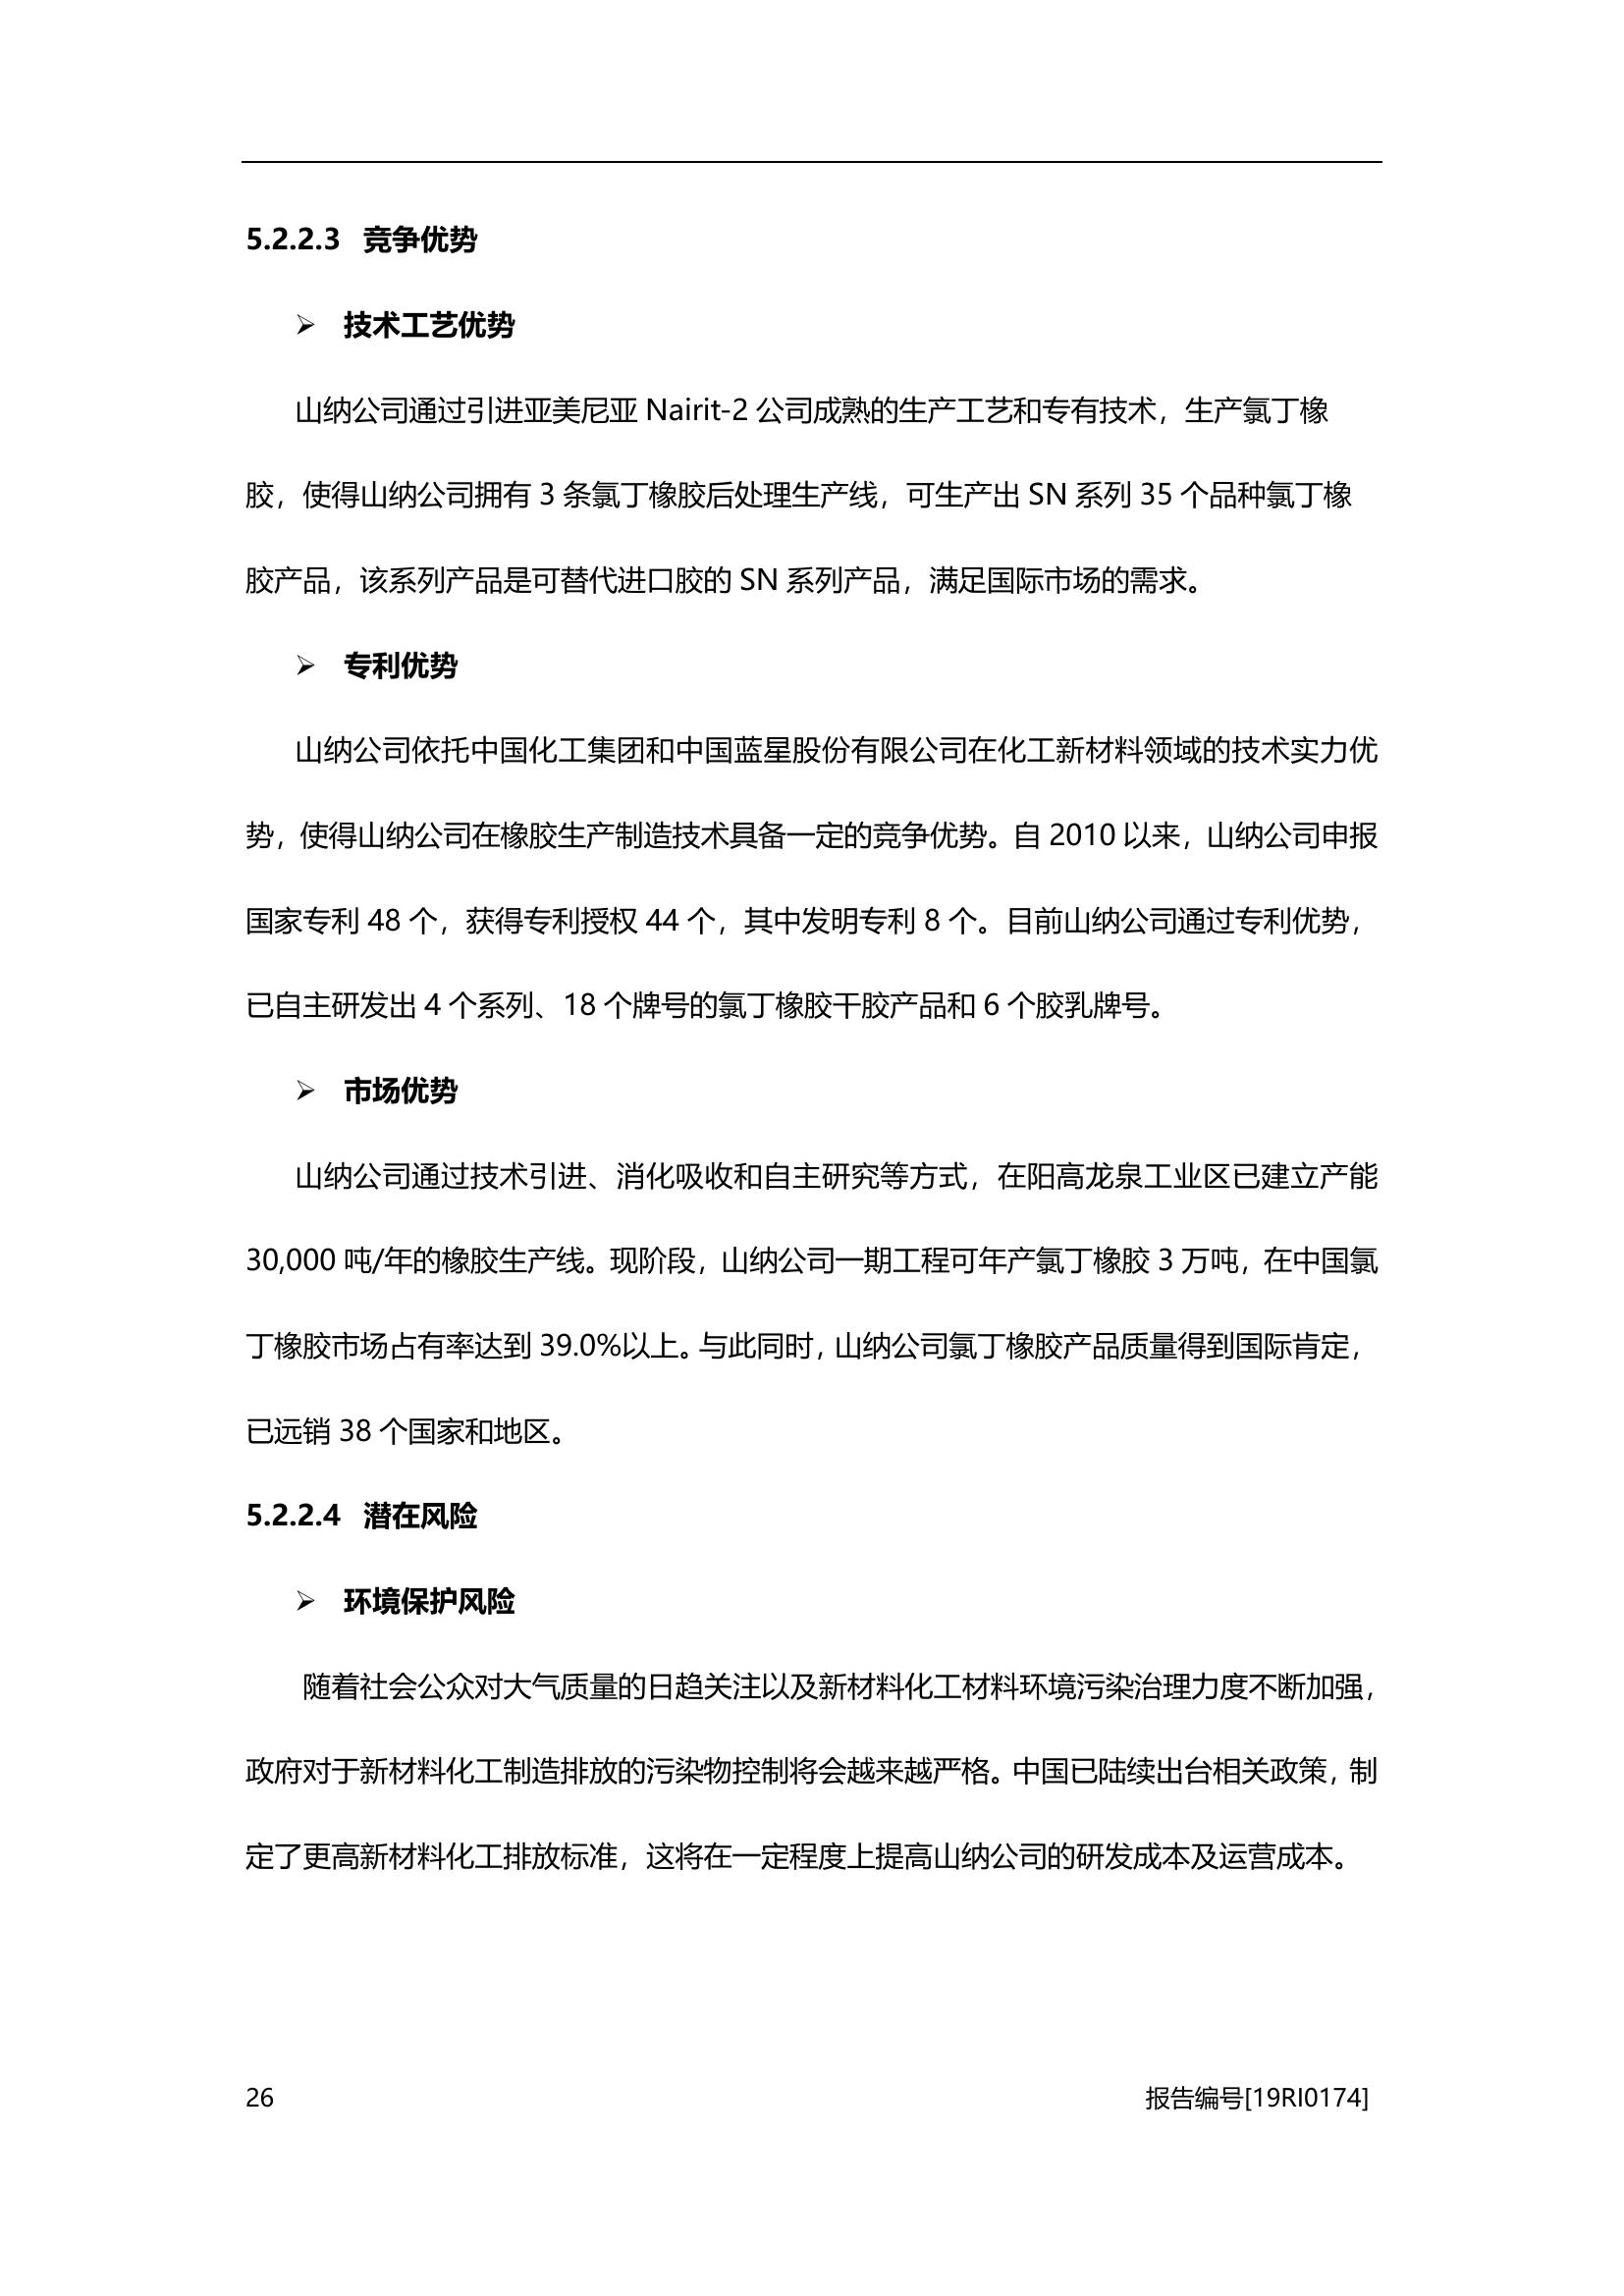 5.2.2.3 竞争优势
➢ 技术工艺优势
山纳公司通过引进亚美尼亚 Nairit-2 公司成熟的生产工艺和专有技术，生产氯丁橡
胶，使得山纳公司拥有 3 条氯丁橡胶后处理生产线，可生产出 SN 系列 35 个品种氯丁橡
胶产品，该系列产品是可替代进口胶的 SN 系列产品，满足国际市场的需求。
➢ 专利优势
山纳公司依托中国化工集团和中国蓝星股份有限公司在化工新材料领域的技术实力优
势，使得山纳公司在橡胶生产制造技术具备一定的竞争优势。自 2010 以来，山纳公司申报
国家专利 48 个，获得专利授权 44 个，其中发明专利 8 个。目前山纳公司通过专利优势，
已自主研发出 4 个系列、18 个牌号的氯丁橡胶干胶产品和 6 个胶乳牌号。
➢ 市场优势
山纳公司通过技术引进、消化吸收和自主研究等方式，在阳高龙泉工业区已建立产能
30,000 吨/年的橡胶生产线。现阶段，山纳公司一期工程可年产氯丁橡胶 3 万吨，在中国氯
丁橡胶市场占有率达到 39.0%以上。与此同时，山纳公司氯丁橡胶产品质量得到国际肯定，
已远销 38 个国家和地区。
5.2.2.4 潜在风险
➢ 环境保护风险
随着社会公众对大气质量的日趋关注以及新材料化工材料环境污染治理力度不断加强，
政府对于新材料化工制造排放的污染物控制将会越来越严格。中国已陆续出台相关政策，制
定了更高新材料化工排放标准，这将在一定程度上提高山纳公司的研发成本及运营成本。
26 报告编号[19RI0174]